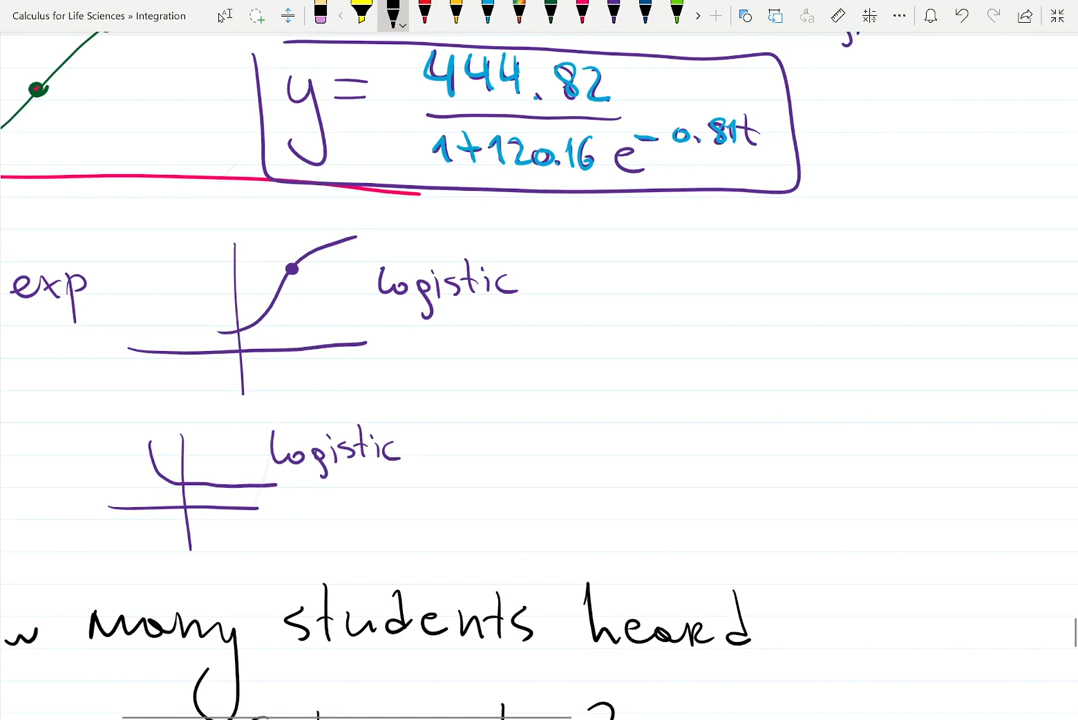 Calculus for Life Sciences » Integration
y = 444.82 / 1+120.16 e^-0.81t
exp logistic
logistic
many students heard